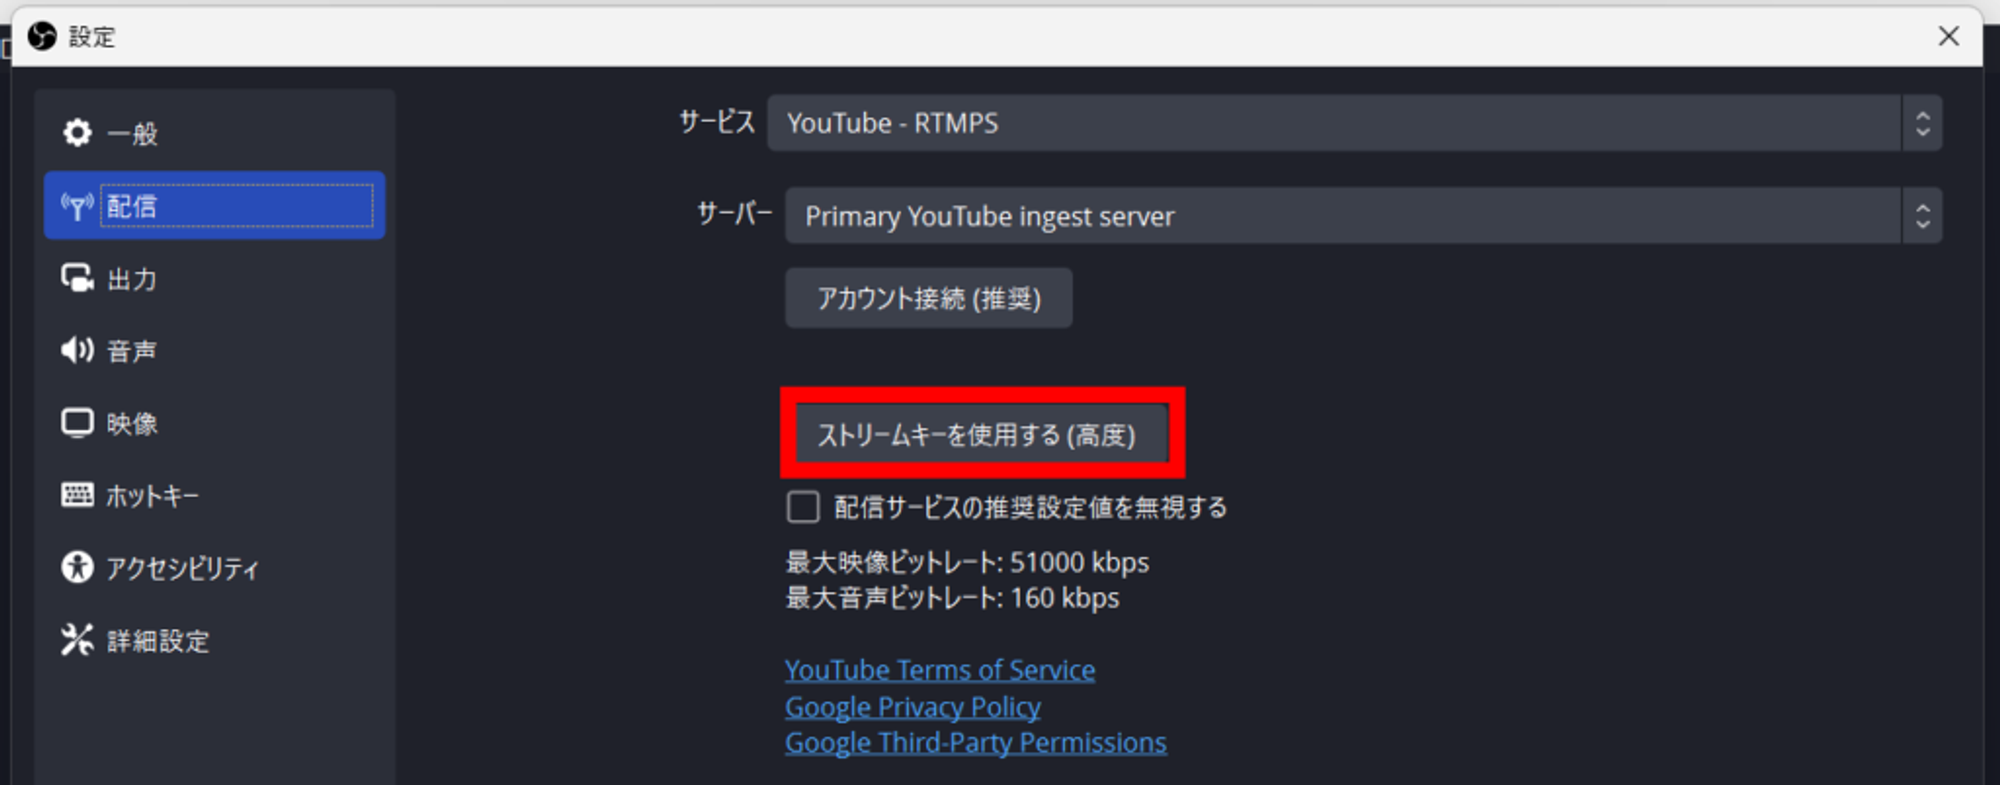 設定
一般
配信
出力
音声
映像
ホットキー
アクセシビリティ
詳細設定
サービス YouTube - RTMPS
サーバー Primary YouTube ingest server
アカウント接続 (推奨)
ストリームキーを使用する (高度)
配信サービスの推奨設定値を無視する
最大映像ビットレート: 51000 kbps
最大音声ビットレート: 160 kbps
YouTube Terms of Service
Google Privacy Policy
Google Third-Party Permissions